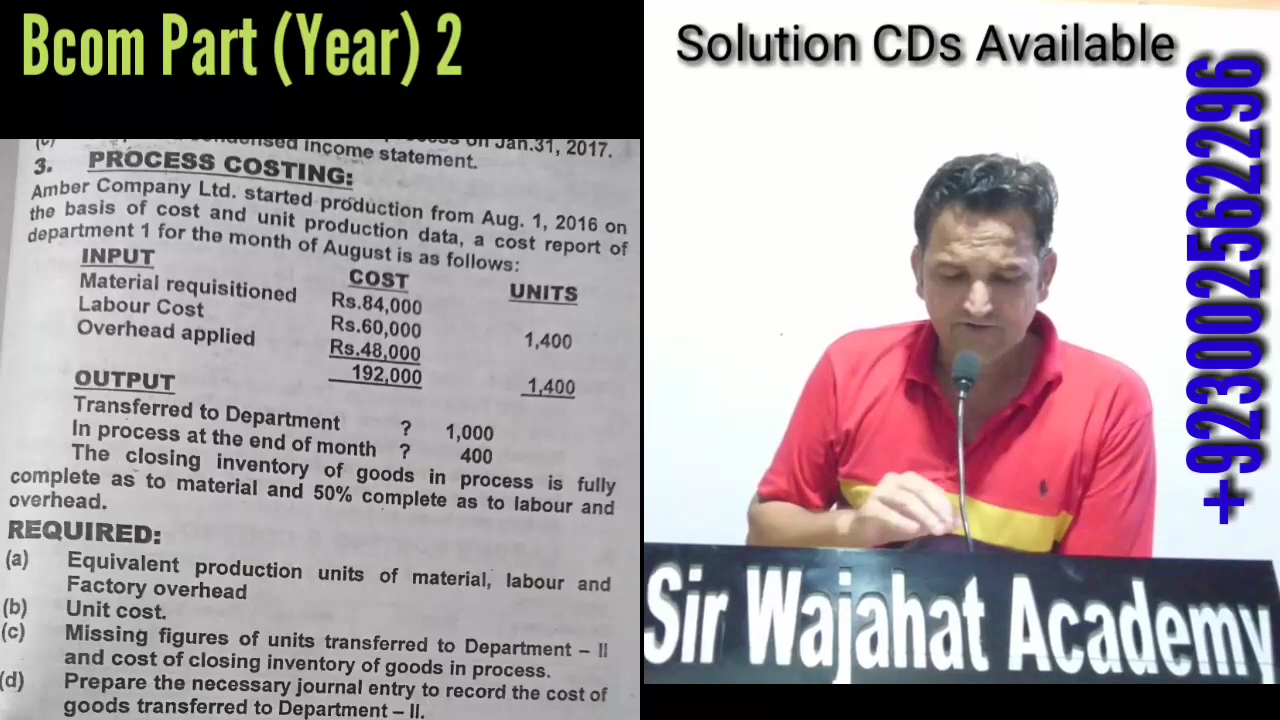 Bcom Part (Year) 2
Solution CDs Available
+923002562296
income statement.
Jan.31, 2017.
3. PROCESS COSTING:
Amber Company Ltd. started production from Aug. 1, 2016 on
the basis of cost and unit production data, a cost report of
department 1 for the month of August is as follows:
INPUT COST UNITS
Material requisitioned Rs.84,000
Labour Cost Rs.60,000 1,400
Overhead applied Rs.48,000
192,000 1,400
OUTPUT
Transferred to Department ? 1,000
In process at the end of month ? 400
The closing inventory of goods in process is fully
complete as to material and 50% complete as to labour and
overhead.
REQUIRED:
(a) Equivalent production units of material, labour and
Factory overhead
(b) Unit cost.
(c) Missing figures of units transferred to Department – II
and cost of closing inventory of goods in process.
(d) Prepare the necessary journal entry to record the cost of
goods transferred to Department – II.
Sir Wajahat Academy